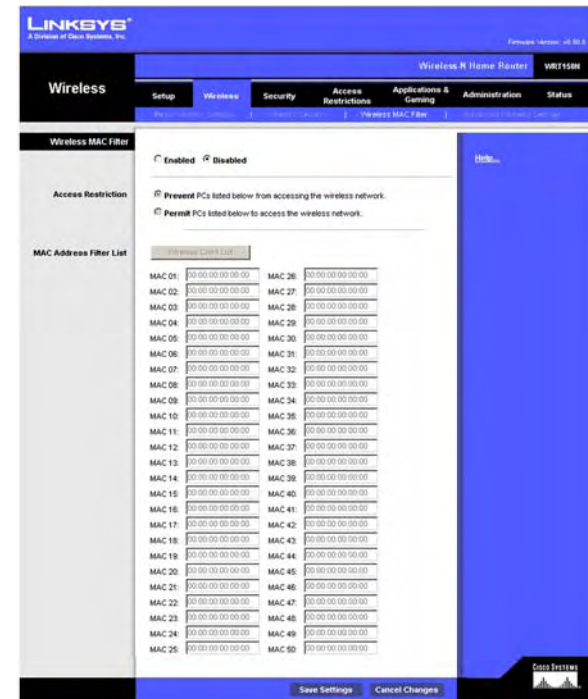 LINKSYS®
A Division of Cisco Systems, Inc.
Wireless-N Home Router WRT150N
Wireless
Setup Wireless Security Access Restrictions Applications & Gaming Administration Status
Wireless MAC Filter
Wireless MAC Filter
Enabled Disabled
Help...
Access Restriction
Prevent PCs listed below from accessing the wireless network.
Permit PCs listed below to access the wireless network.
MAC Address Filter List
Wireless Client List
MAC 01: 00:00:00:00:00:00 MAC 26: 00:00:00:00:00:00
MAC 02: 00:00:00:00:00:00 MAC 27: 00:00:00:00:00:00
MAC 03: 00:00:00:00:00:00 MAC 28: 00:00:00:00:00:00
MAC 04: 00:00:00:00:00:00 MAC 29: 00:00:00:00:00:00
MAC 05: 00:00:00:00:00:00 MAC 30: 00:00:00:00:00:00
MAC 06: 00:00:00:00:00:00 MAC 31: 00:00:00:00:00:00
MAC 07: 00:00:00:00:00:00 MAC 32: 00:00:00:00:00:00
MAC 08: 00:00:00:00:00:00 MAC 33: 00:00:00:00:00:00
MAC 09: 00:00:00:00:00:00 MAC 34: 00:00:00:00:00:00
MAC 10: 00:00:00:00:00:00 MAC 35: 00:00:00:00:00:00
MAC 11: 00:00:00:00:00:00 MAC 36: 00:00:00:00:00:00
MAC 12: 00:00:00:00:00:00 MAC 37: 00:00:00:00:00:00
MAC 13: 00:00:00:00:00:00 MAC 38: 00:00:00:00:00:00
MAC 14: 00:00:00:00:00:00 MAC 39: 00:00:00:00:00:00
MAC 15: 00:00:00:00:00:00 MAC 40: 00:00:00:00:00:00
MAC 16: 00:00:00:00:00:00 MAC 41: 00:00:00:00:00:00
MAC 17: 00:00:00:00:00:00 MAC 42: 00:00:00:00:00:00
MAC 18: 00:00:00:00:00:00 MAC 43: 00:00:00:00:00:00
MAC 19: 00:00:00:00:00:00 MAC 44: 00:00:00:00:00:00
MAC 20: 00:00:00:00:00:00 MAC 45: 00:00:00:00:00:00
MAC 21: 00:00:00:00:00:00 MAC 46: 00:00:00:00:00:00
MAC 22: 00:00:00:00:00:00 MAC 47: 00:00:00:00:00:00
MAC 23: 00:00:00:00:00:00 MAC 48: 00:00:00:00:00:00
MAC 24: 00:00:00:00:00:00 MAC 49: 00:00:00:00:00:00
MAC 25: 00:00:00:00:00:00 MAC 50: 00:00:00:00:00:00
Save Settings Cancel Changes
CISCO SYSTEMS